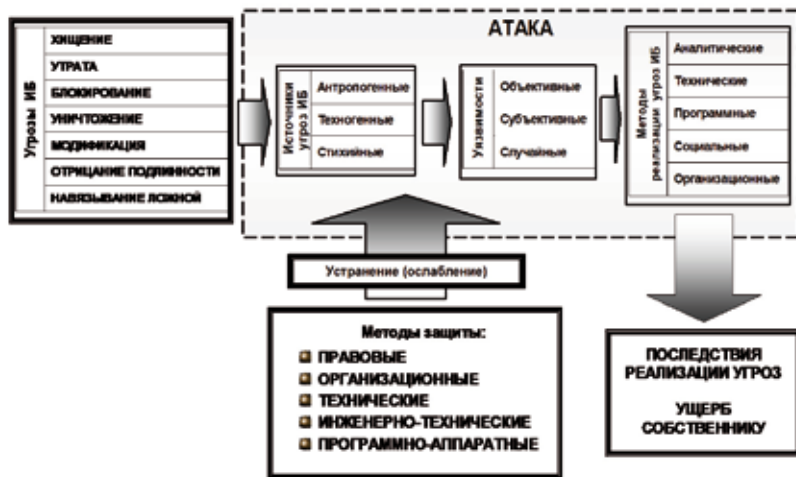 Угрозы ИБ
ХИЩЕНИЕ
УТРАТА
БЛОКИРОВАНИЕ
УНИЧТОЖЕНИЕ
МОДИФИКАЦИЯ
ОТРИЦАНИЕ ПОДЛИННОСТИ
НАВЯЗЫВАНИЕ ЛОЖНОЙ
АТАКА
Источники
угроз ИБ
Антропогенные
Техногенные
Стихийные
Уязвимости
Объективные
Субъективные
Случайные
Методы
реализации угроз ИБ
Аналитические
Технические
Программные
Социальные
Организационные
Устранение (ослабление)
Методы защиты:
ПРАВОВЫЕ
ОРГАНИЗАЦИОННЫЕ
ТЕХНИЧЕСКИЕ
ИНЖЕНЕРНО-ТЕХНИЧЕСКИЕ
ПРОГРАММНО-АППАРАТНЫЕ
ПОСЛЕДСТВИЯ
РЕАЛИЗАЦИИ УГРОЗ
УЩЕРБ
СОБСТВЕННИКУ